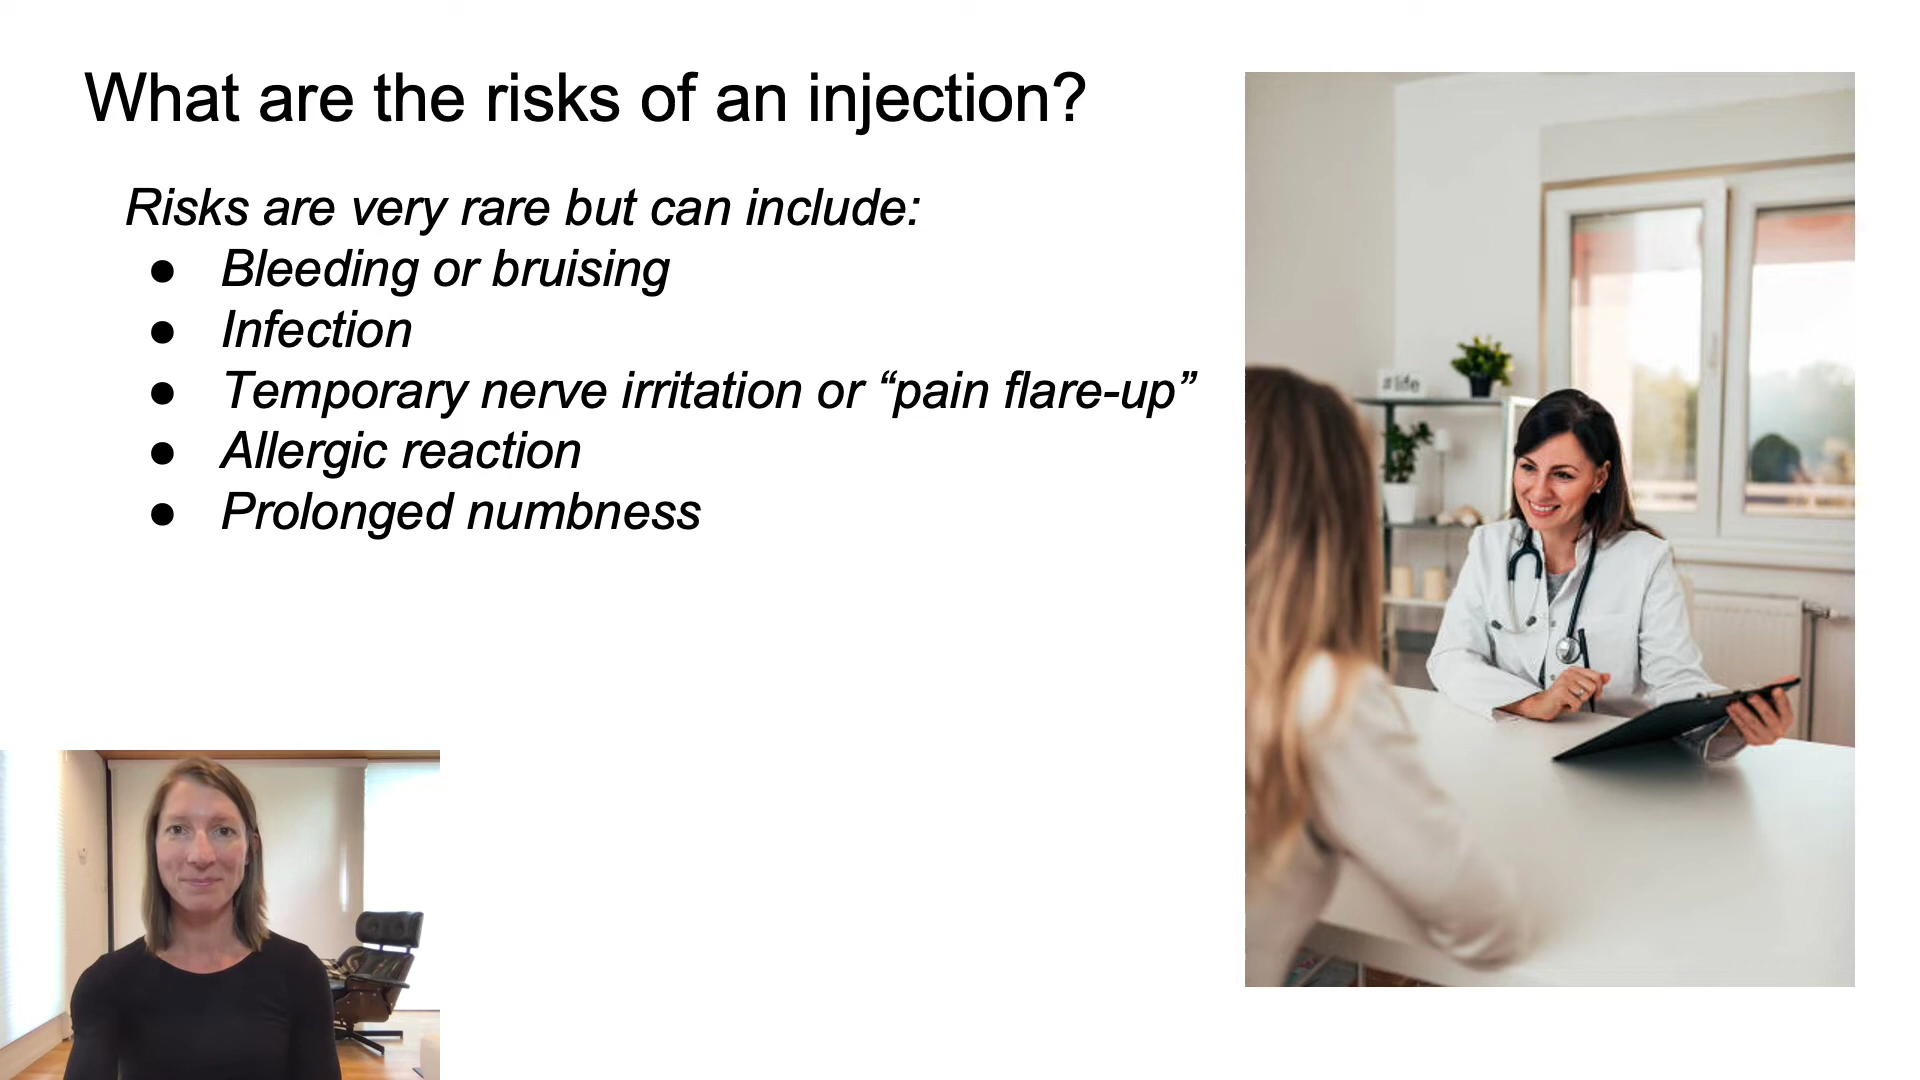 What are the risks of an injection?
Risks are very rare but can include:
● Bleeding or bruising
● Infection
● Temporary nerve irritation or “pain flare-up”
● Allergic reaction
● Prolonged numbness
#life